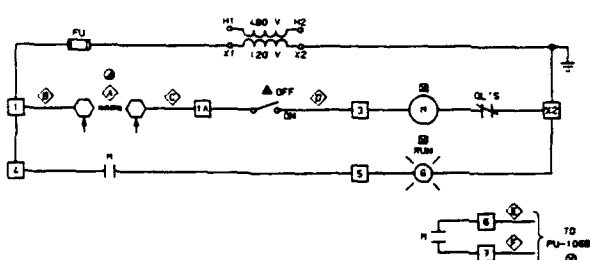 H1 480 V H2
FU
X1 120 V X2
A OFF
B C 1A D OL'S
1 ON 3 M X2
M RUN
4 5 G
6 E
M TO
PU-106B
7 F